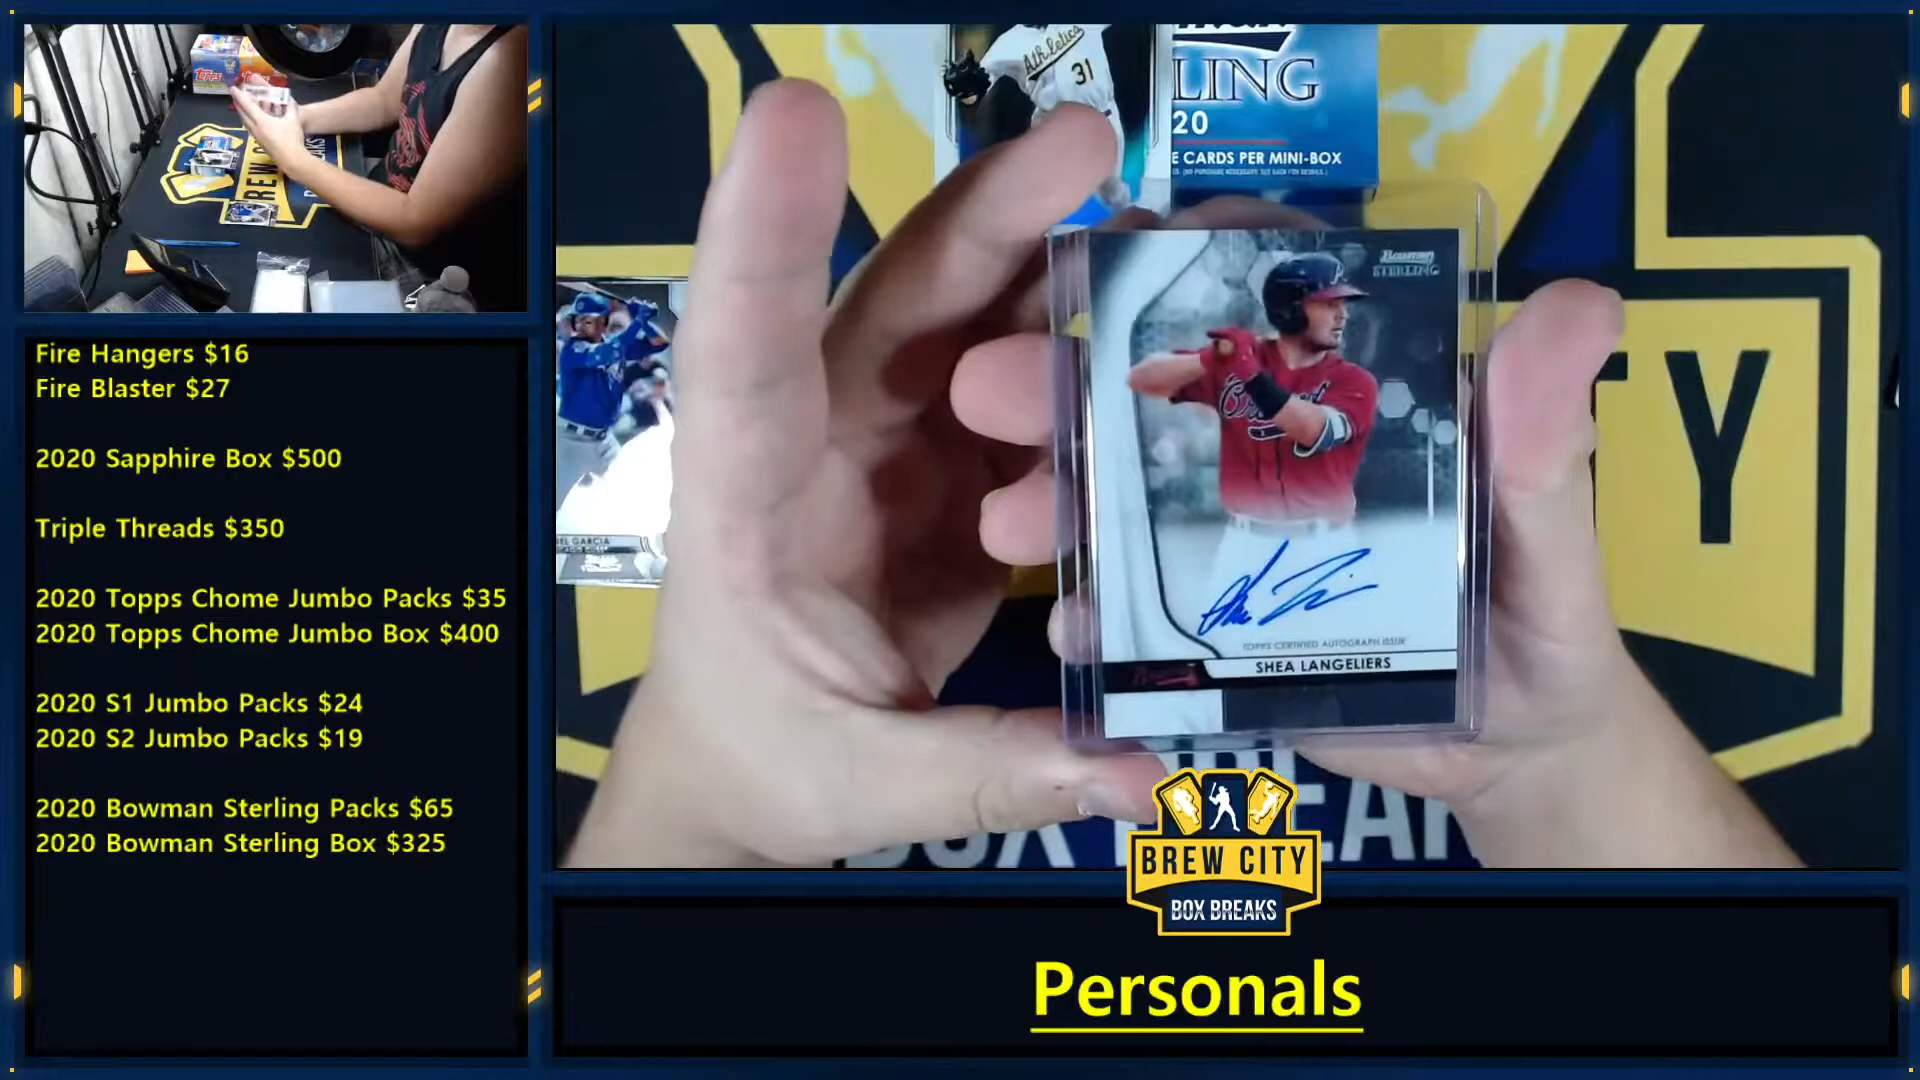 Fire Hangers $16
Fire Blaster $27
2020 Sapphire Box $500
Triple Threads $350
2020 Topps Chome Jumbo Packs $35
2020 Topps Chome Jumbo Box $400
2020 S1 Jumbo Packs $24
2020 S2 Jumbo Packs $19
2020 Bowman Sterling Packs $65
2020 Bowman Sterling Box $325
Athletics
31
LING
20
E CARDS PER MINI-BOX
Bowman
STERLING
TOPPS CERTIFIED AUTOGRAPH ISSUE
SHEA LANGELIERS
GARCIA
Y
BREW CITY
BOX BREAKS
Personals